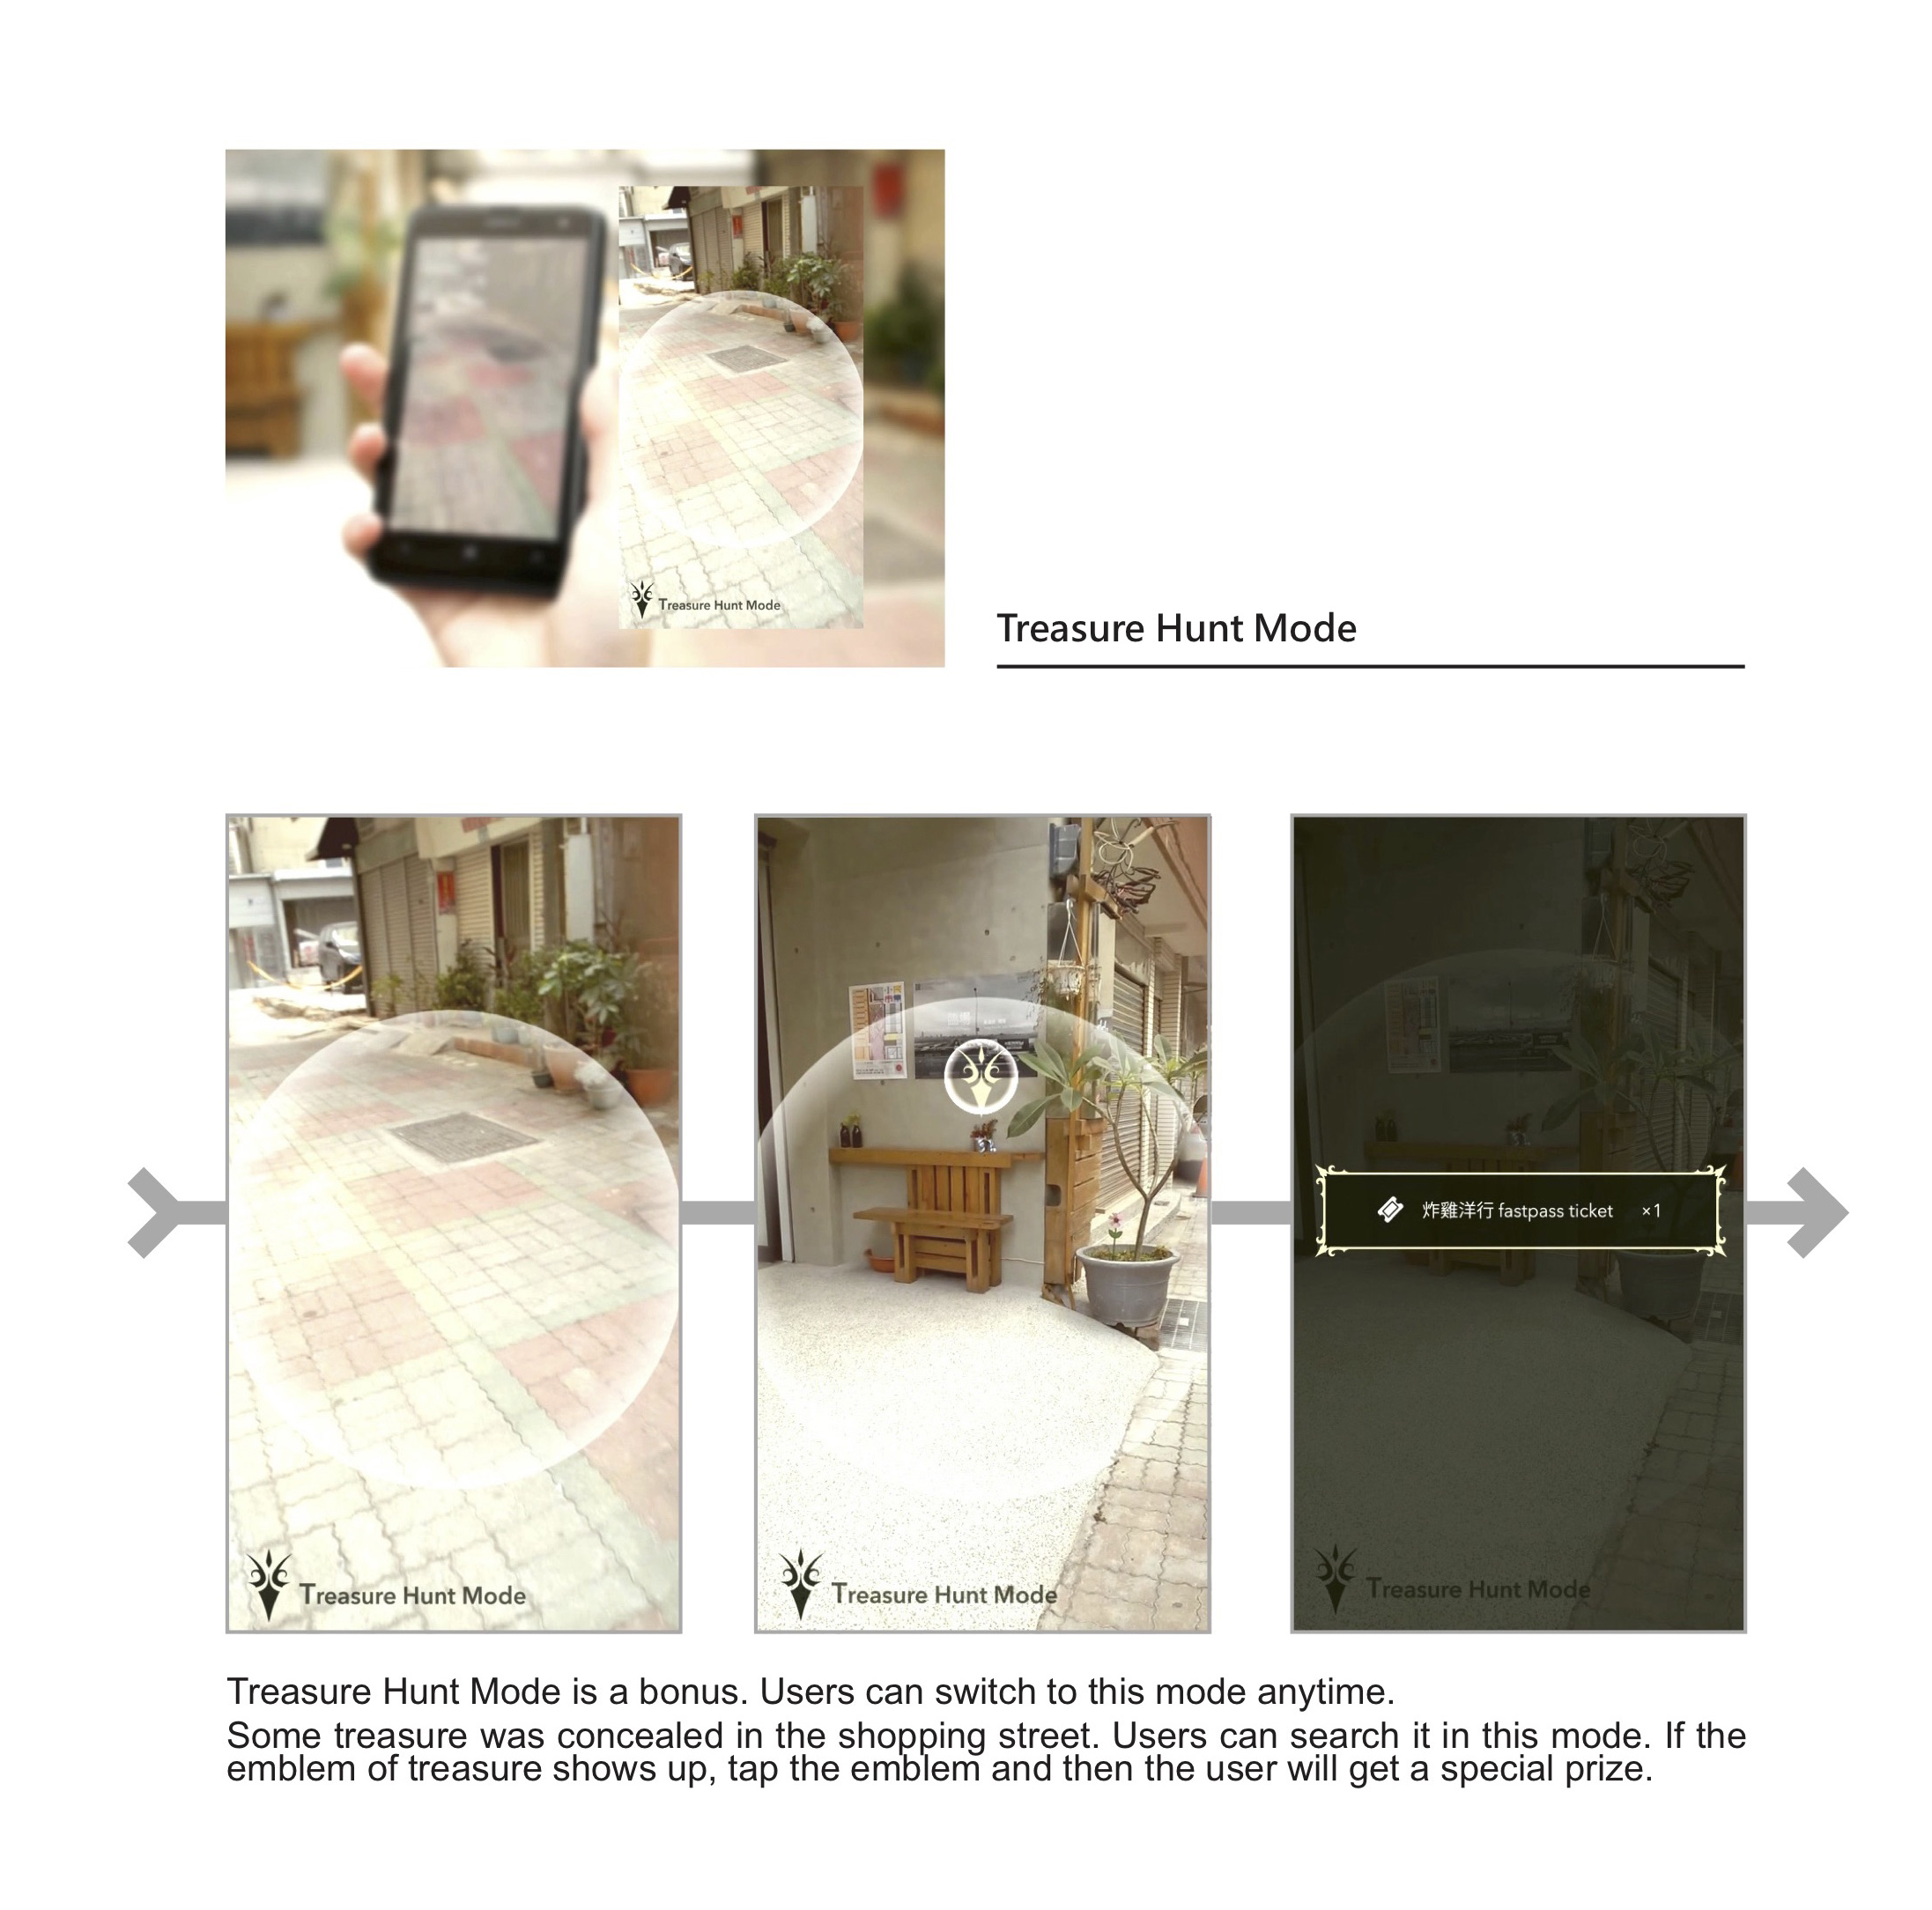 Treasure Hunt Mode
Treasure Hunt Mode
炸雞洋行 fastpass ticket ×1
Treasure Hunt Mode
Treasure Hunt Mode
Treasure Hunt Mode
Treasure Hunt Mode is a bonus. Users can switch to this mode anytime.
Some treasure was concealed in the shopping street. Users can search it in this mode. If the
emblem of treasure shows up, tap the emblem and then the user will get a special prize.